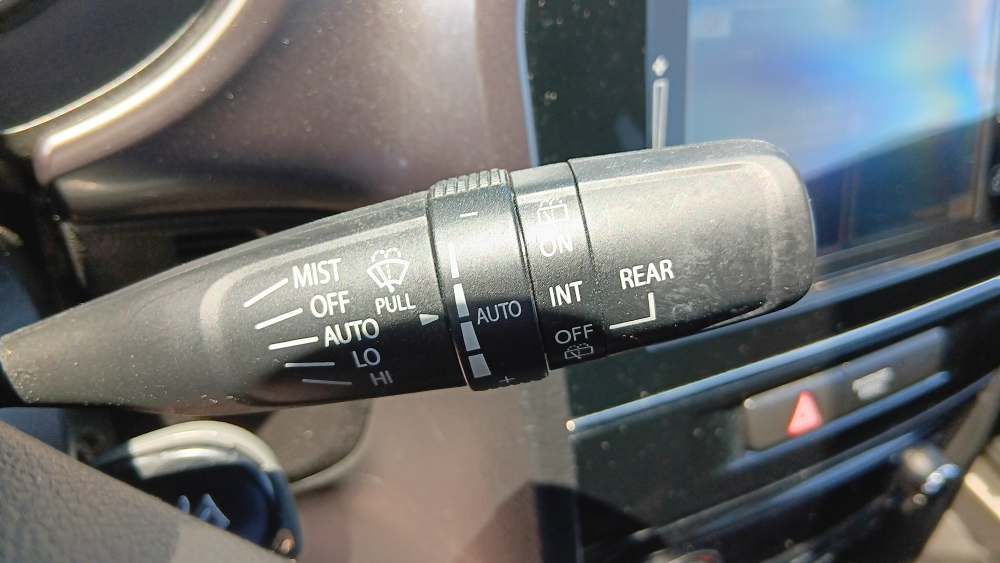 MIST
OFF
AUTO
LO
HI
PULL
−
AUTO
+
ON
INT
OFF
REAR